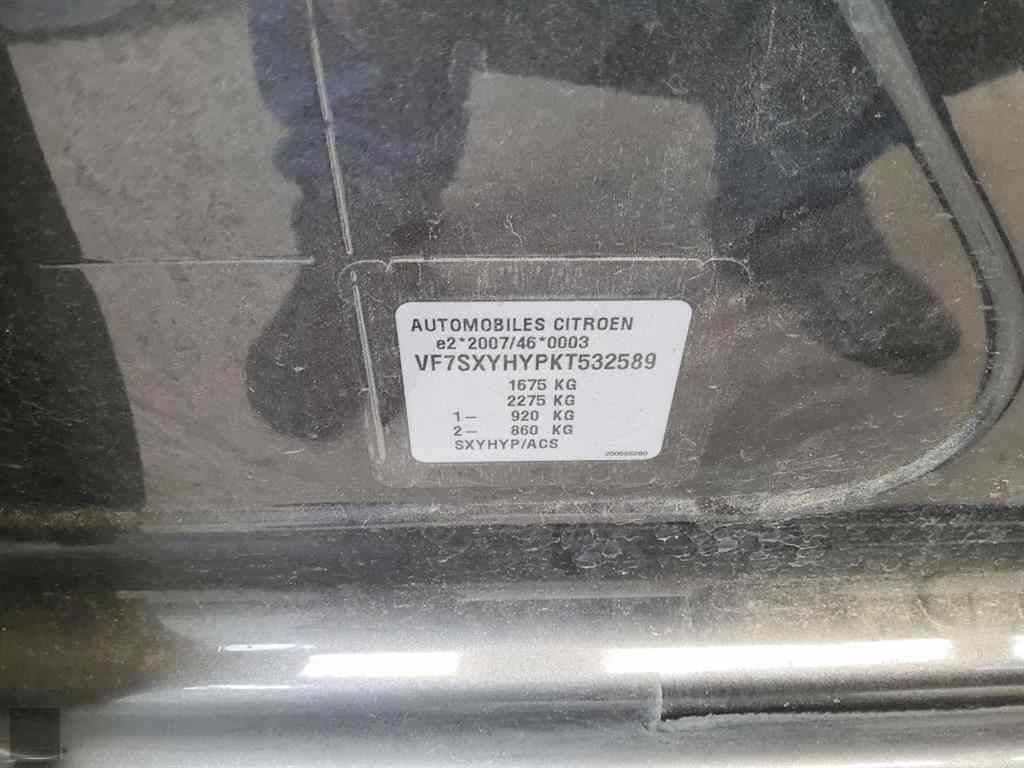 AUTOMOBILES CITROEN
e2*2007/46*0003
VF7SXYHYPKT532589
1675 KG
2275 KG
1– 920 KG
2– 860 KG
SXYHYP/ACS